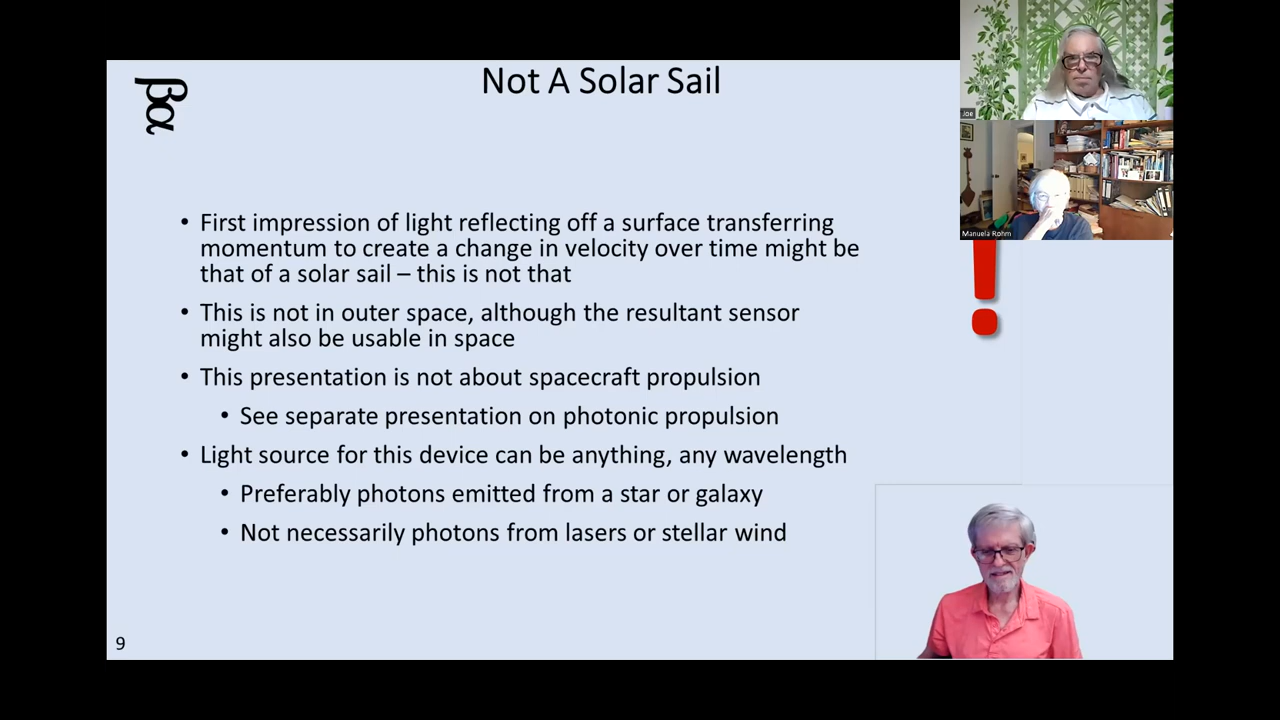 Not A Solar Sail
βα
Joe
Manuela Rohm
• First impression of light reflecting off a surface transferring
momentum to create a change in velocity over time might be
that of a solar sail – this is not that
!
• This is not in outer space, although the resultant sensor
might also be usable in space
• This presentation is not about spacecraft propulsion
• See separate presentation on photonic propulsion
• Light source for this device can be anything, any wavelength
• Preferably photons emitted from a star or galaxy
• Not necessarily photons from lasers or stellar wind
9